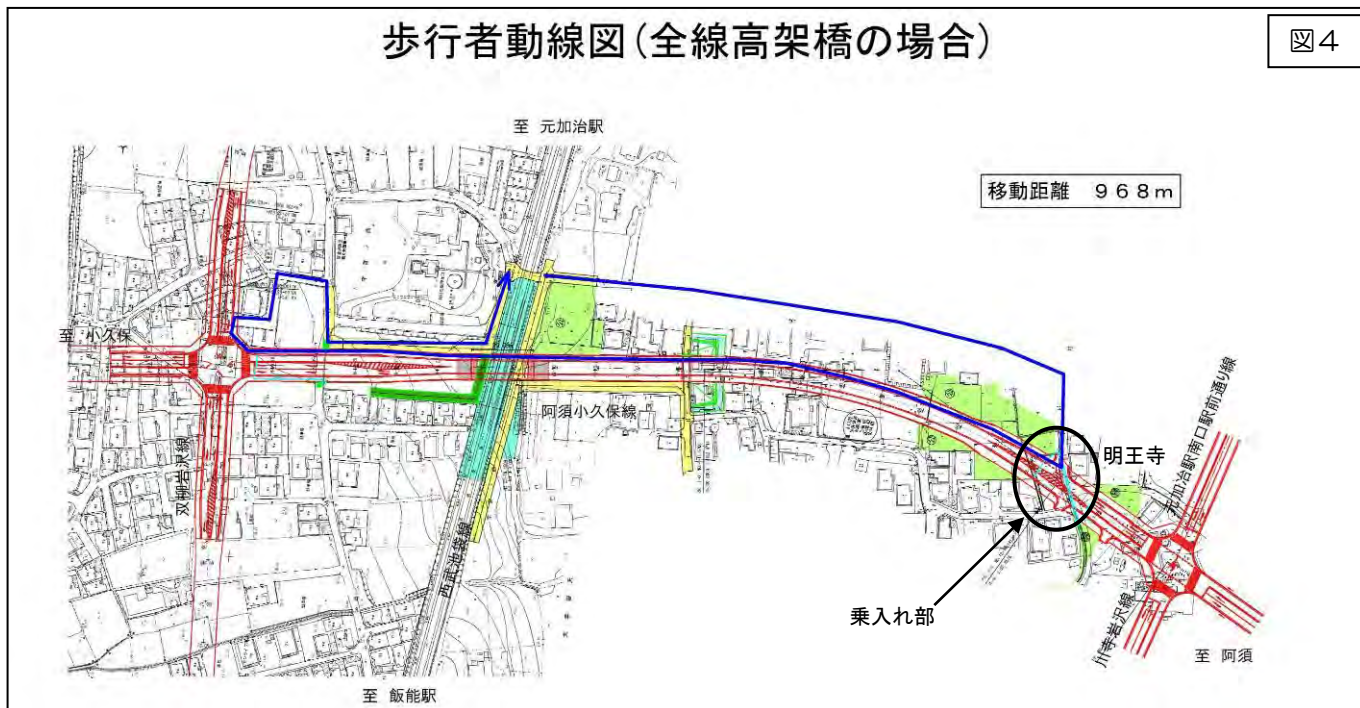 歩行者動線図(全線高架橋の場合)
図4
至 元加治駅
移動距離 968m
至 小久保
阿須小久保線
明王寺
元加治駅南口駅前通り線
双柳岩沢線
西武池袋線
乗入れ部
川寺岩沢線
至 阿須
至 飯能駅